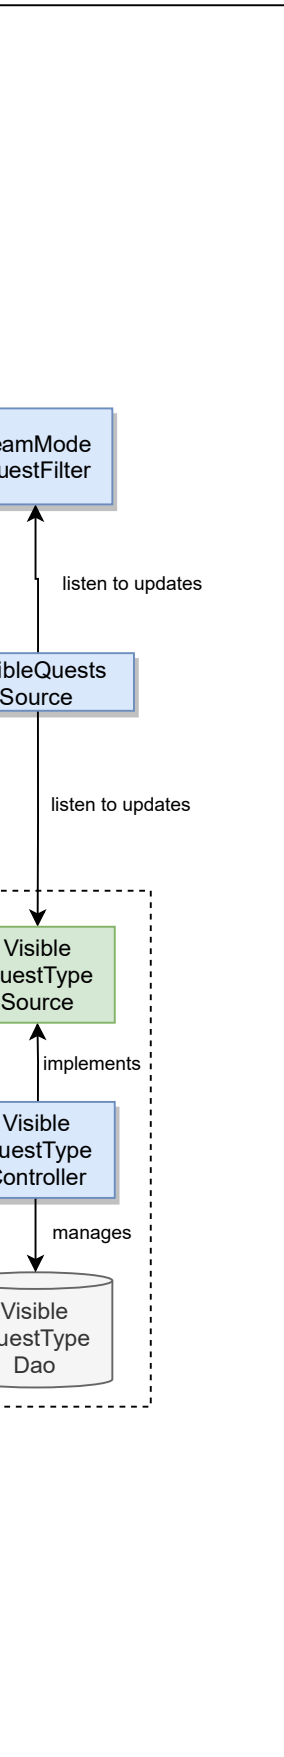 eamMode
uestFilter
listen to updates
ibleQuests
Source
listen to updates
Visible
uestType
Source
implements
Visible
uestType
Controller
manages
Visible
uestType
Dao